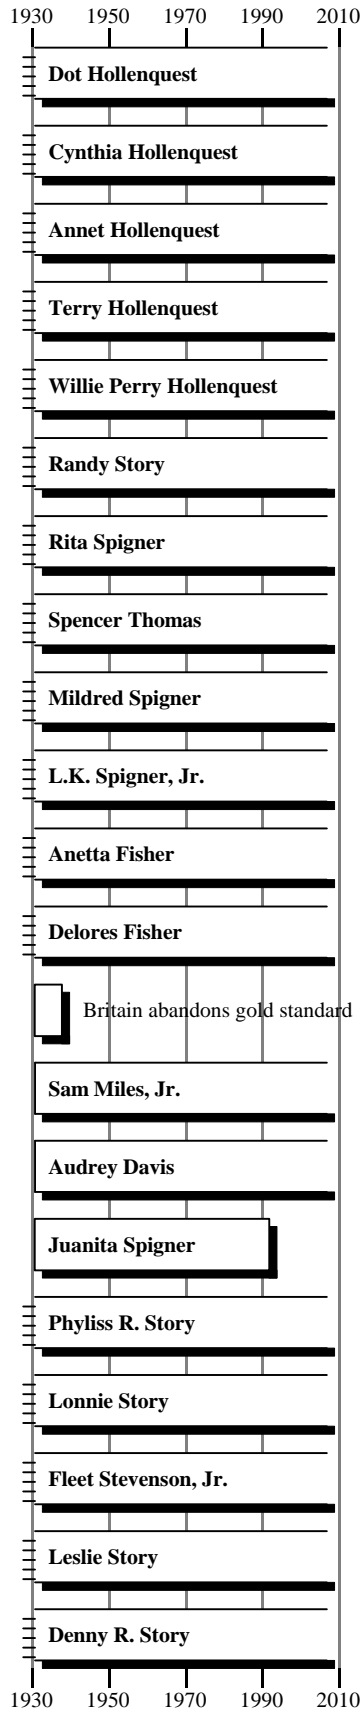 1930 1950 1970 1990 2010
Dot Hollenquest
Cynthia Hollenquest
Annet Hollenquest
Terry Hollenquest
Willie Perry Hollenquest
Randy Story
Rita Spigner
Spencer Thomas
Mildred Spigner
L.K. Spigner, Jr.
Anetta Fisher
Delores Fisher
Britain abandons gold standard
Sam Miles, Jr.
Audrey Davis
Juanita Spigner
Phyliss R. Story
Lonnie Story
Fleet Stevenson, Jr.
Leslie Story
Denny R. Story
1930 1950 1970 1990 2010